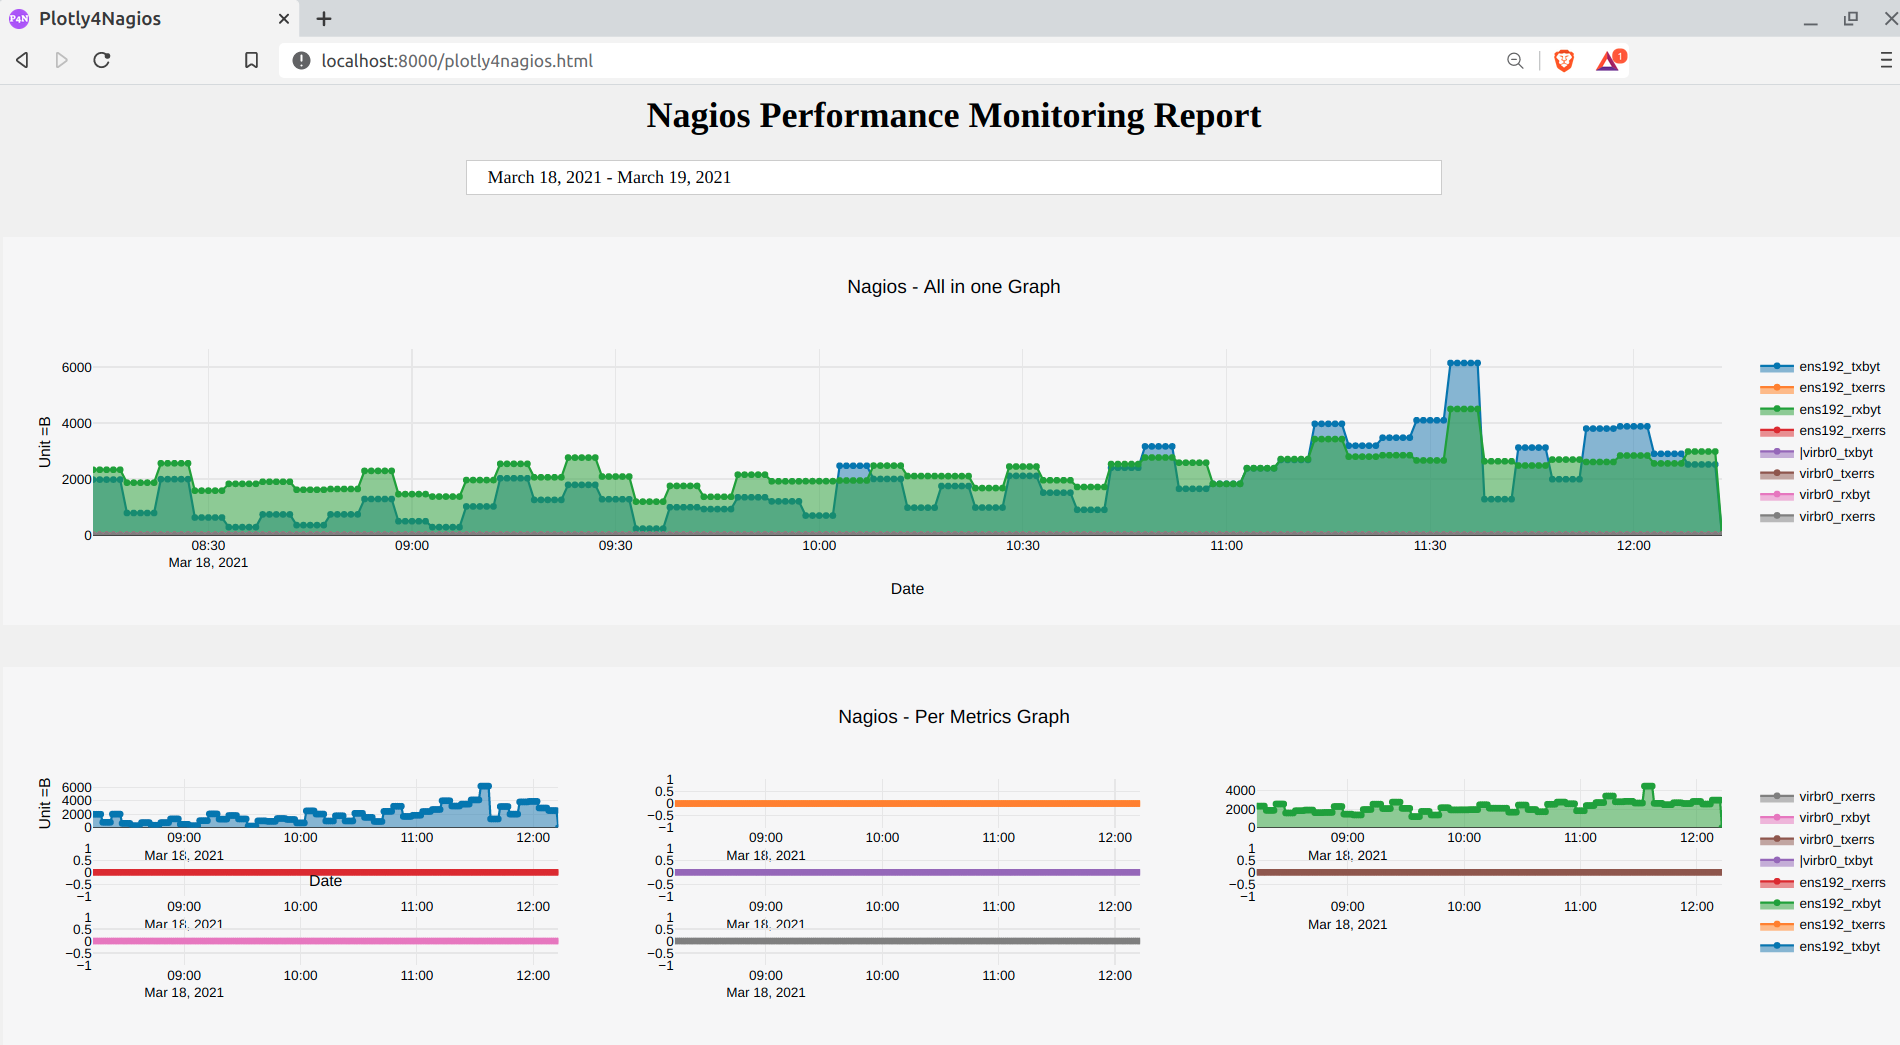 P4N Plotly4Nagios
localhost:8000/plotly4nagios.html
1
Nagios Performance Monitoring Report
March 18, 2021 - March 19, 2021
Nagios - All in one Graph
Unit =B
6000
4000
2000
0
08:30 09:00 09:30 10:00 10:30 11:00 11:30 12:00
Mar 18, 2021
Date
ens192_txbyt
ens192_txerrs
ens192_rxbyt
ens192_rxerrs
|virbr0_txbyt
virbr0_txerrs
virbr0_rxbyt
virbr0_rxerrs
Nagios - Per Metrics Graph
Unit =B
6000
4000
2000
0
09:00 10:00 11:00 12:00
Mar 18, 2021
1
0.5
0
−0.5
−1
09:00 10:00 11:00 12:00
Mar 18, 2021
4000
2000
0
09:00 10:00 11:00 12:00
Mar 18, 2021
1
0.5
0
−0.5
−1
Date
09:00 10:00 11:00 12:00
Mar 18, 2021
1
0.5
0
−0.5
−1
09:00 10:00 11:00 12:00
Mar 18, 2021
1
0.5
0
−0.5
−1
09:00 10:00 11:00 12:00
Mar 18, 2021
1
0.5
0
−0.5
−1
09:00 10:00 11:00 12:00
Mar 18, 2021
1
0.5
0
−0.5
−1
09:00 10:00 11:00 12:00
Mar 18, 2021
virbr0_rxerrs
virbr0_rxbyt
virbr0_txerrs
|virbr0_txbyt
ens192_rxerrs
ens192_rxbyt
ens192_txerrs
ens192_txbyt